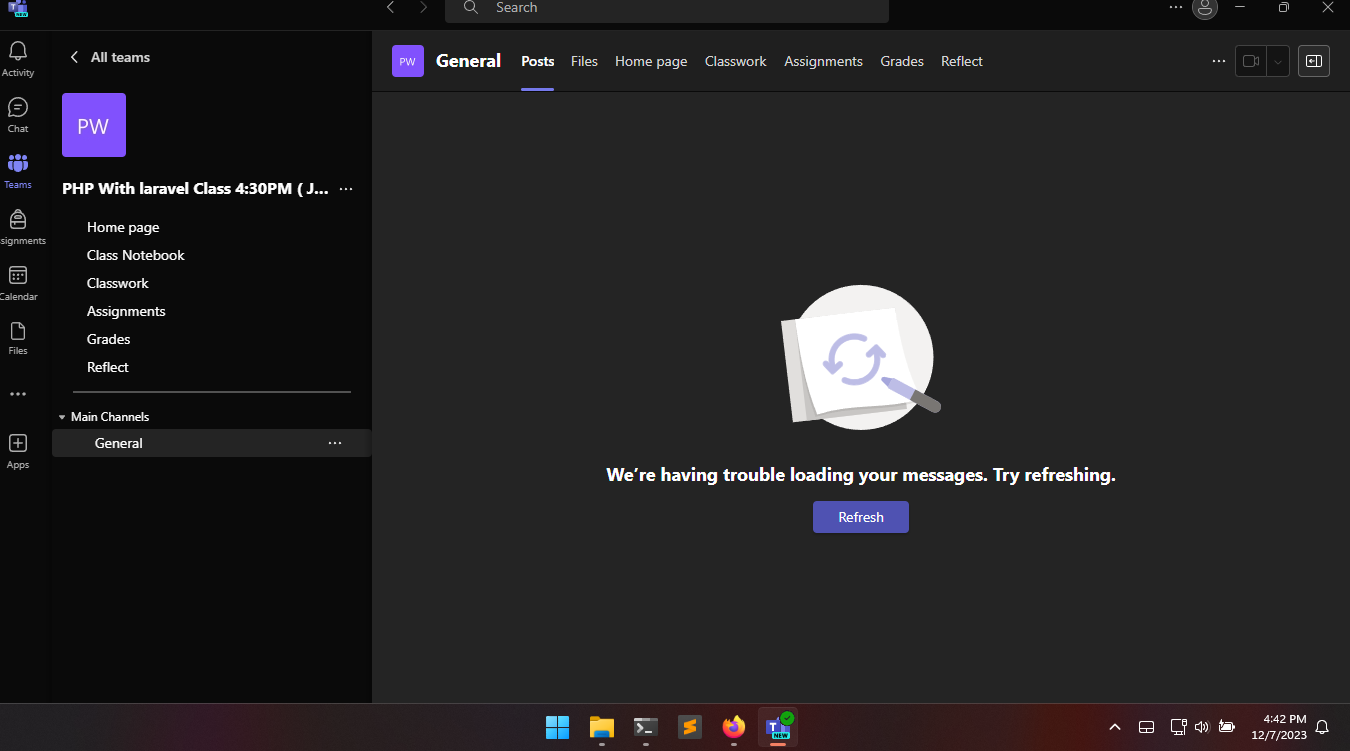 Search
Activity
Chat
Teams
ssignments
Calendar
Files
Apps
All teams
PW
PHP With laravel Class 4:30PM ( J...
Home page
Class Notebook
Classwork
Assignments
Grades
Reflect
Main Channels
General
PW
General
Posts
Files
Home page
Classwork
Assignments
Grades
Reflect
We’re having trouble loading your messages. Try refreshing.
Refresh
NEW
4:42 PM
12/7/2023